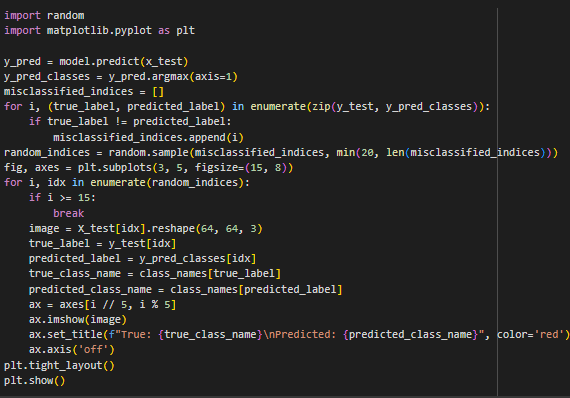 import random
import matplotlib.pyplot as plt

y_pred = model.predict(x_test)
y_pred_classes = y_pred.argmax(axis=1)
misclassified_indices = []
for i, (true_label, predicted_label) in enumerate(zip(y_test, y_pred_classes)):
    if true_label != predicted_label:
        misclassified_indices.append(i)
random_indices = random.sample(misclassified_indices, min(20, len(misclassified_indices)))
fig, axes = plt.subplots(3, 5, figsize=(15, 8))
for i, idx in enumerate(random_indices):
    if i >= 15:
        break
    image = X_test[idx].reshape(64, 64, 3)
    true_label = y_test[idx]
    predicted_label = y_pred_classes[idx]
    true_class_name = class_names[true_label]
    predicted_class_name = class_names[predicted_label]
    ax = axes[i // 5, i % 5]
    ax.imshow(image)
    ax.set_title(f"True: {true_class_name}\nPredicted: {predicted_class_name}", color='red')
    ax.axis('off')
plt.tight_layout()
plt.show()